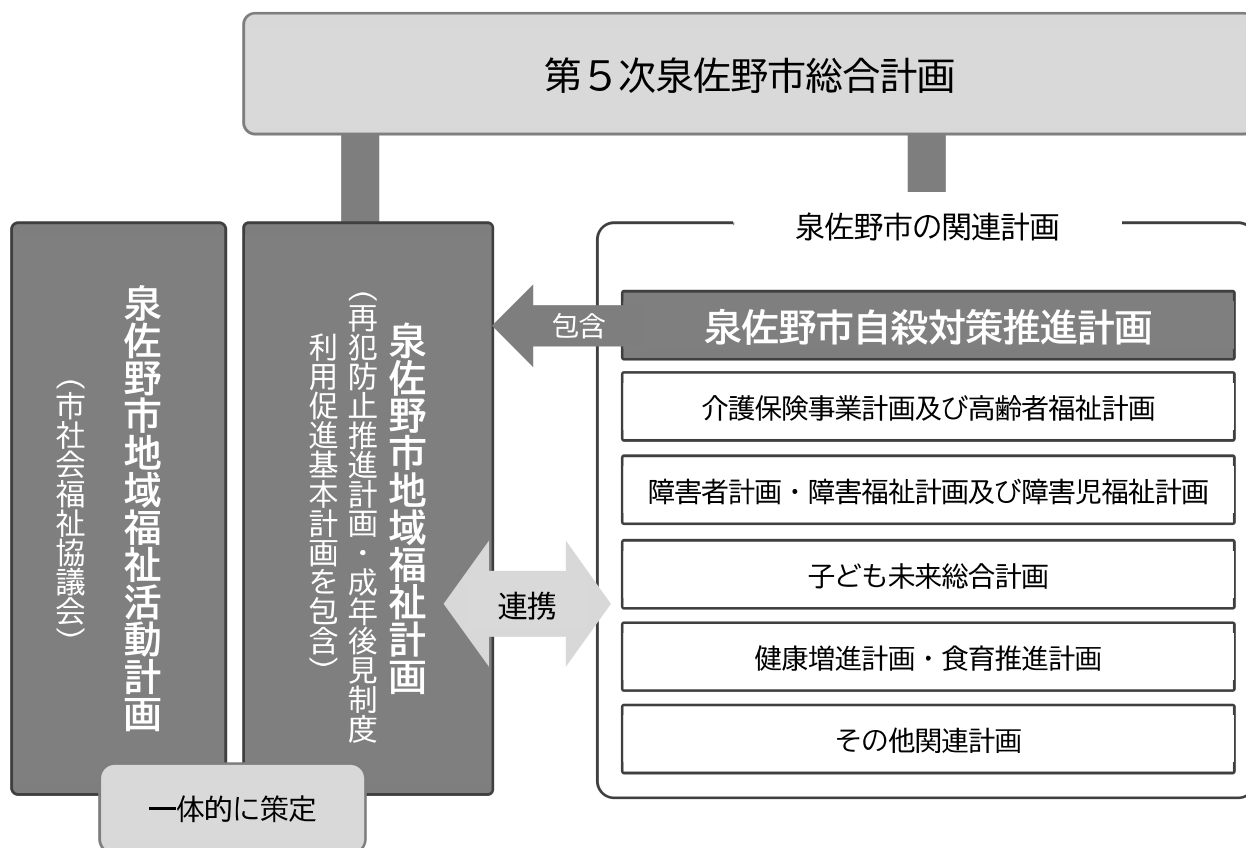 第５次泉佐野市総合計画
泉佐野市地域福祉活動計画
（市社会福祉協議会）
泉佐野市地域福祉計画
（再犯防止推進計画・成年後見制度
利用促進基本計画を包含）
一体的に策定
包含
連携
泉佐野市の関連計画
泉佐野市自殺対策推進計画
介護保険事業計画及び高齢者福祉計画
障害者計画・障害福祉計画及び障害児福祉計画
子ども未来総合計画
健康増進計画・食育推進計画
その他関連計画